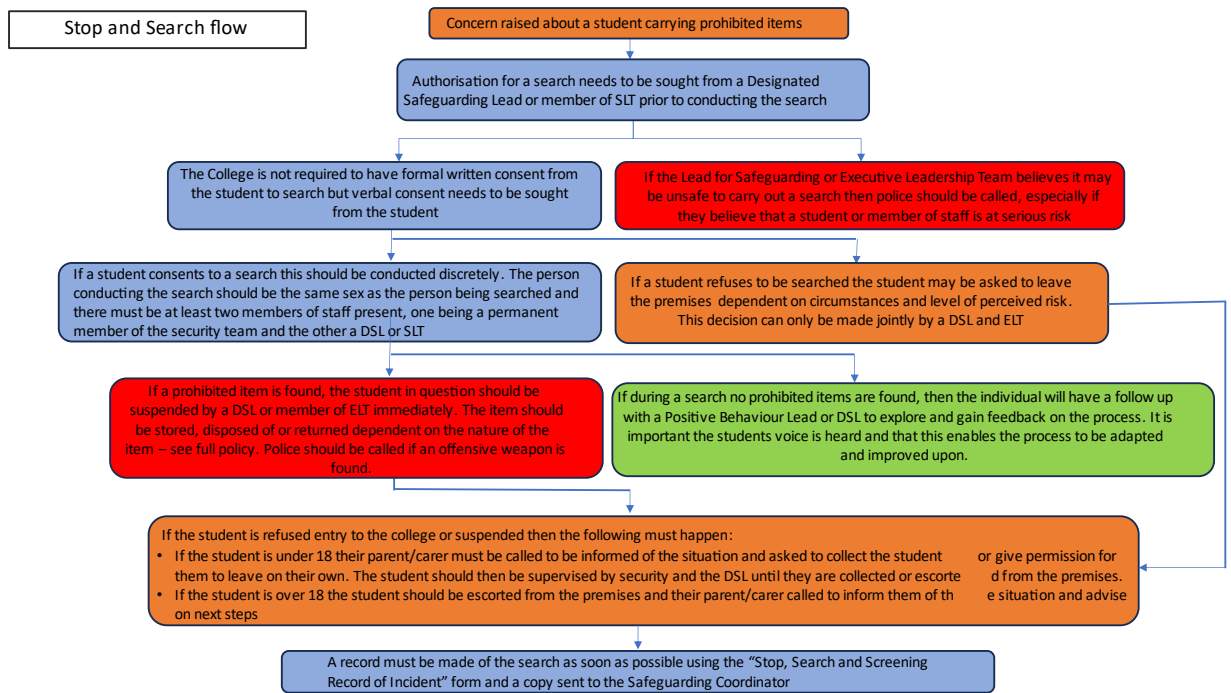 Stop and Search flow
Concern raised about a student carrying prohibited items
Authorisation for a search needs to be sought from a Designated
Safeguarding Lead or member of SLT prior to conducting the search
The College is not required to have formal written consent from
the student to search but verbal consent needs to be sought
from the student
If the Lead for Safeguarding or Executive Leadership Team believes it may
be unsafe to carry out a search then police should be called, especially if
they believe that a student or member of staff is at serious risk
If a student consents to a search this should be conducted discretely. The person
conducting the search should be the same sex as the person being searched and
there must be at least two members of staff present, one being a permanent
member of the security team and the other a DSL or SLT
If a student refuses to be searched the student may be asked to leave
the premises dependent on circumstances and level of perceived risk.
This decision can only be made jointly by a DSL and ELT
If a prohibited item is found, the student in question should be
suspended by a DSL or member of ELT immediately. The item should
be stored, disposed of or returned dependent on the nature of the
item – see full policy. Police should be called if an offensive weapon is
found.
If during a search no prohibited items are found, then the individual will have a follow up
with a Positive Behaviour Lead or DSL to explore and gain feedback on the process. It is
important the students voice is heard and that this enables the process to be adapted
and improved upon.
If the student is refused entry to the college or suspended then the following must happen:
• If the student is under 18 their parent/carer must be called to be informed of the situation and asked to collect the student or give permission for
them to leave on their own. The student should then be supervised by security and the DSL until they are collected or escorte d from the premises.
• If the student is over 18 the student should be escorted from the premises and their parent/carer called to inform them of th e situation and advise
on next steps
A record must be made of the search as soon as possible using the “Stop, Search and Screening
Record of Incident” form and a copy sent to the Safeguarding Coordinator